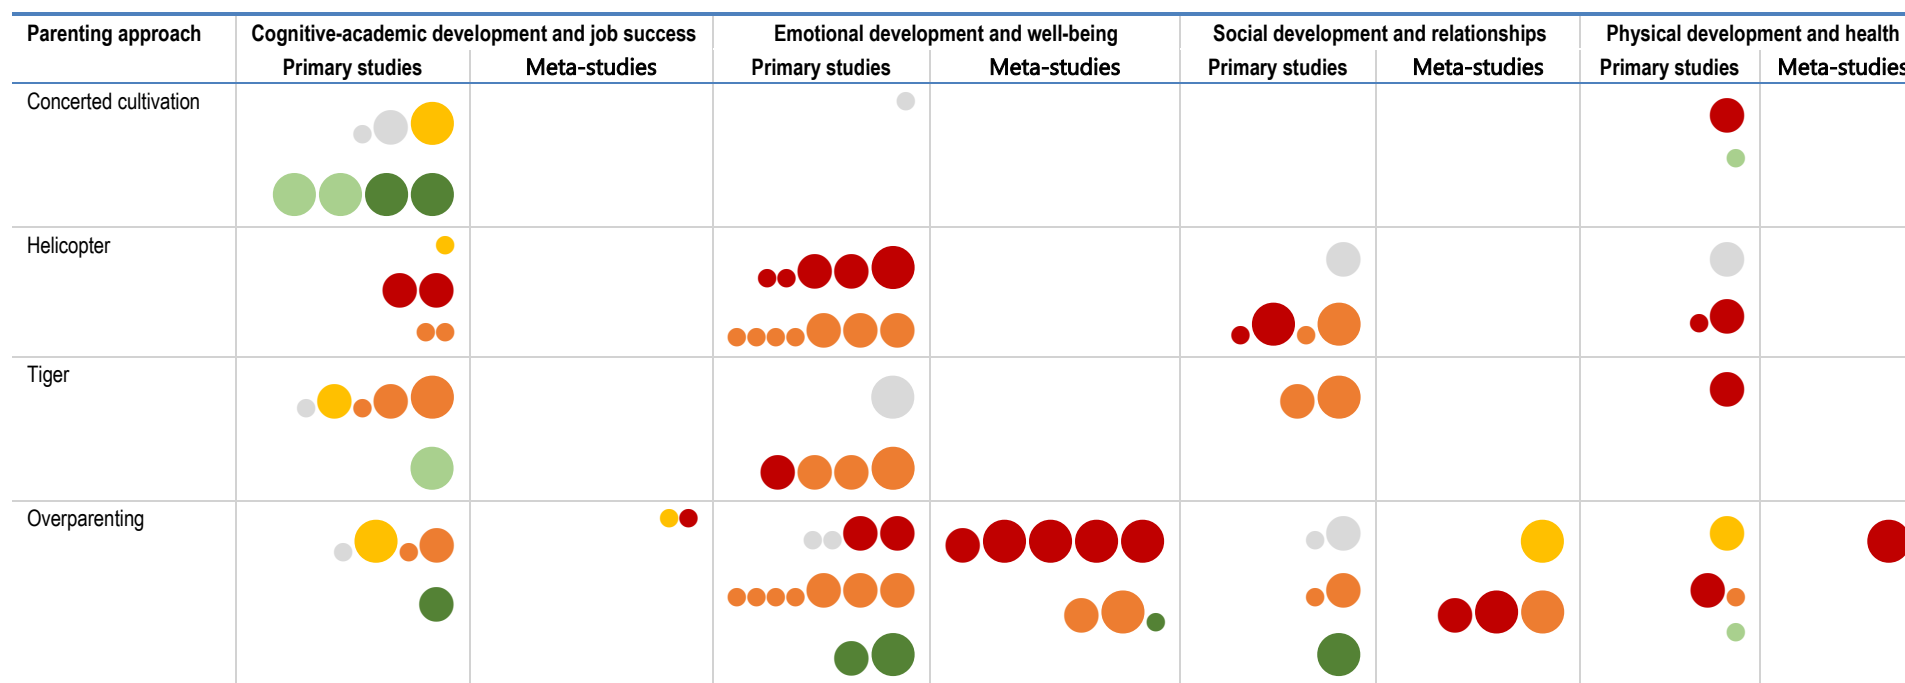 Parenting approach Cognitive-academic development and job success Emotional development and well-being Social development and relationships Physical development and health
Primary studies Meta-studies Primary studies Meta-studies Primary studies Meta-studies Primary studies Meta-studies
Concerted cultivation
Helicopter
Tiger
Overparenting